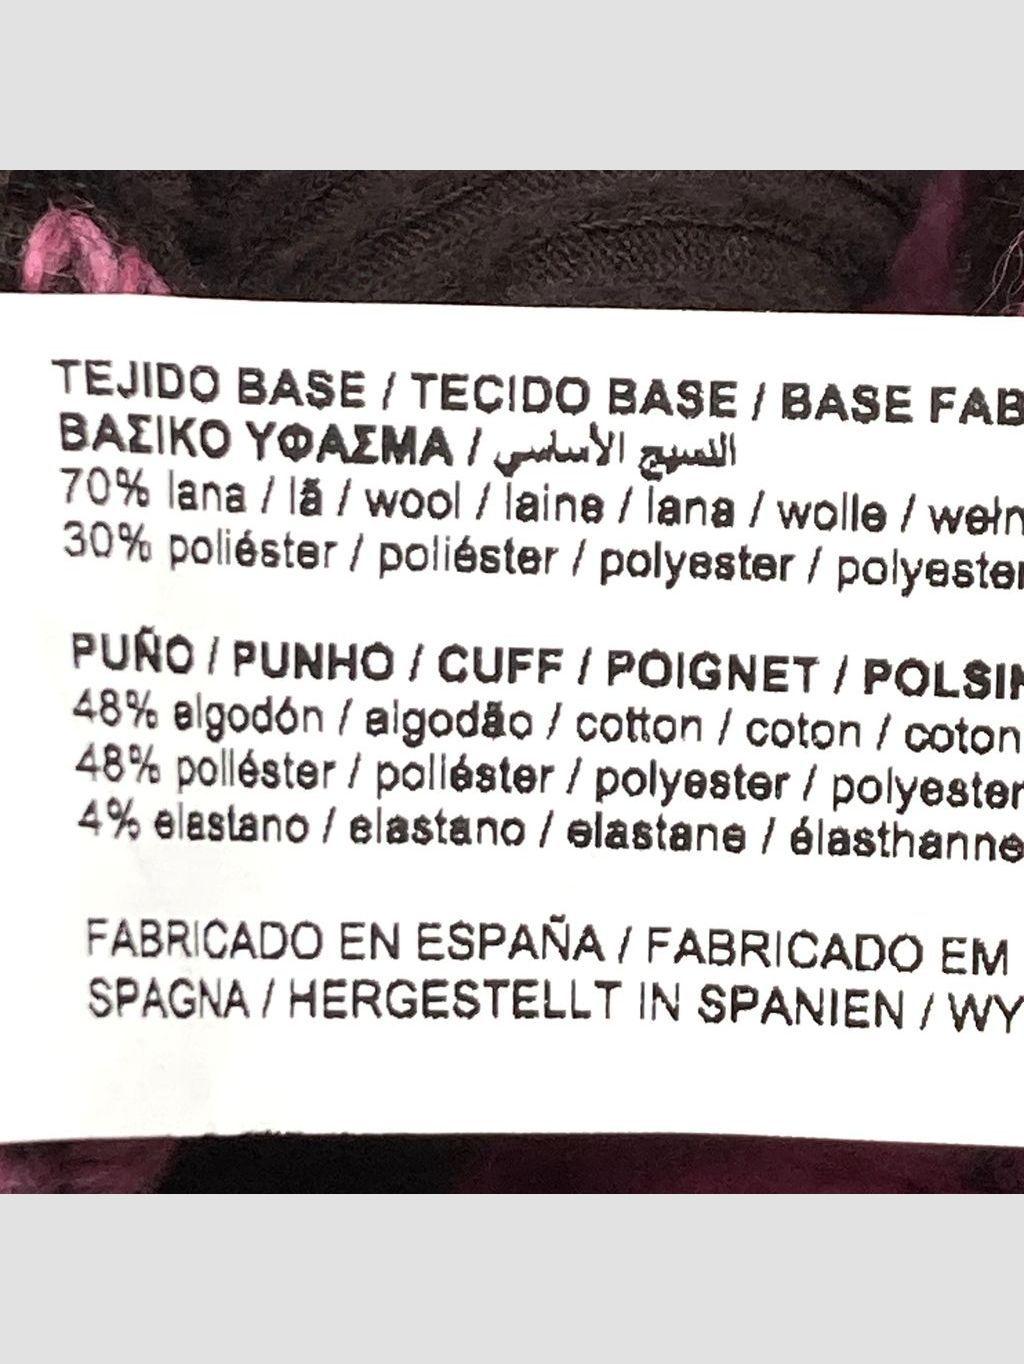 TEJIDO BASE / TECIDO BASE / BASE FAB
ΒΑΣΙΚΟ ΥΦΑΣΜΑ / النسيج الأساسي
70% lana / lã / wool / laine / lana / wolle / wełn
30% poliéster / poliéster / polyester / polyester
PUÑO / PUNHO / CUFF / POIGNET / POLSIN
48% algodón / algodão / cotton / coton / coton
48% poliéster / poliéster / polyester / polyester
4% elastano / elastano / elastane / élasthanne
FABRICADO EN ESPAÑA / FABRICADO EM
SPAGNA / HERGESTELLT IN SPANIEN / WY